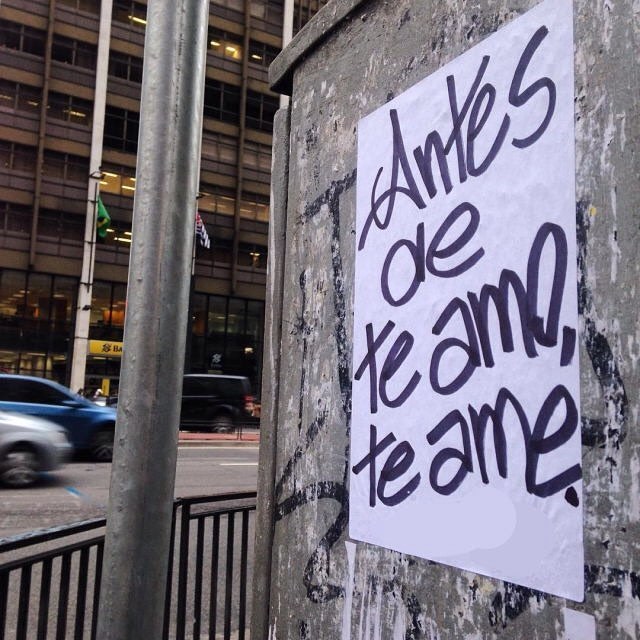 Antes
de
te amo,
te ame.